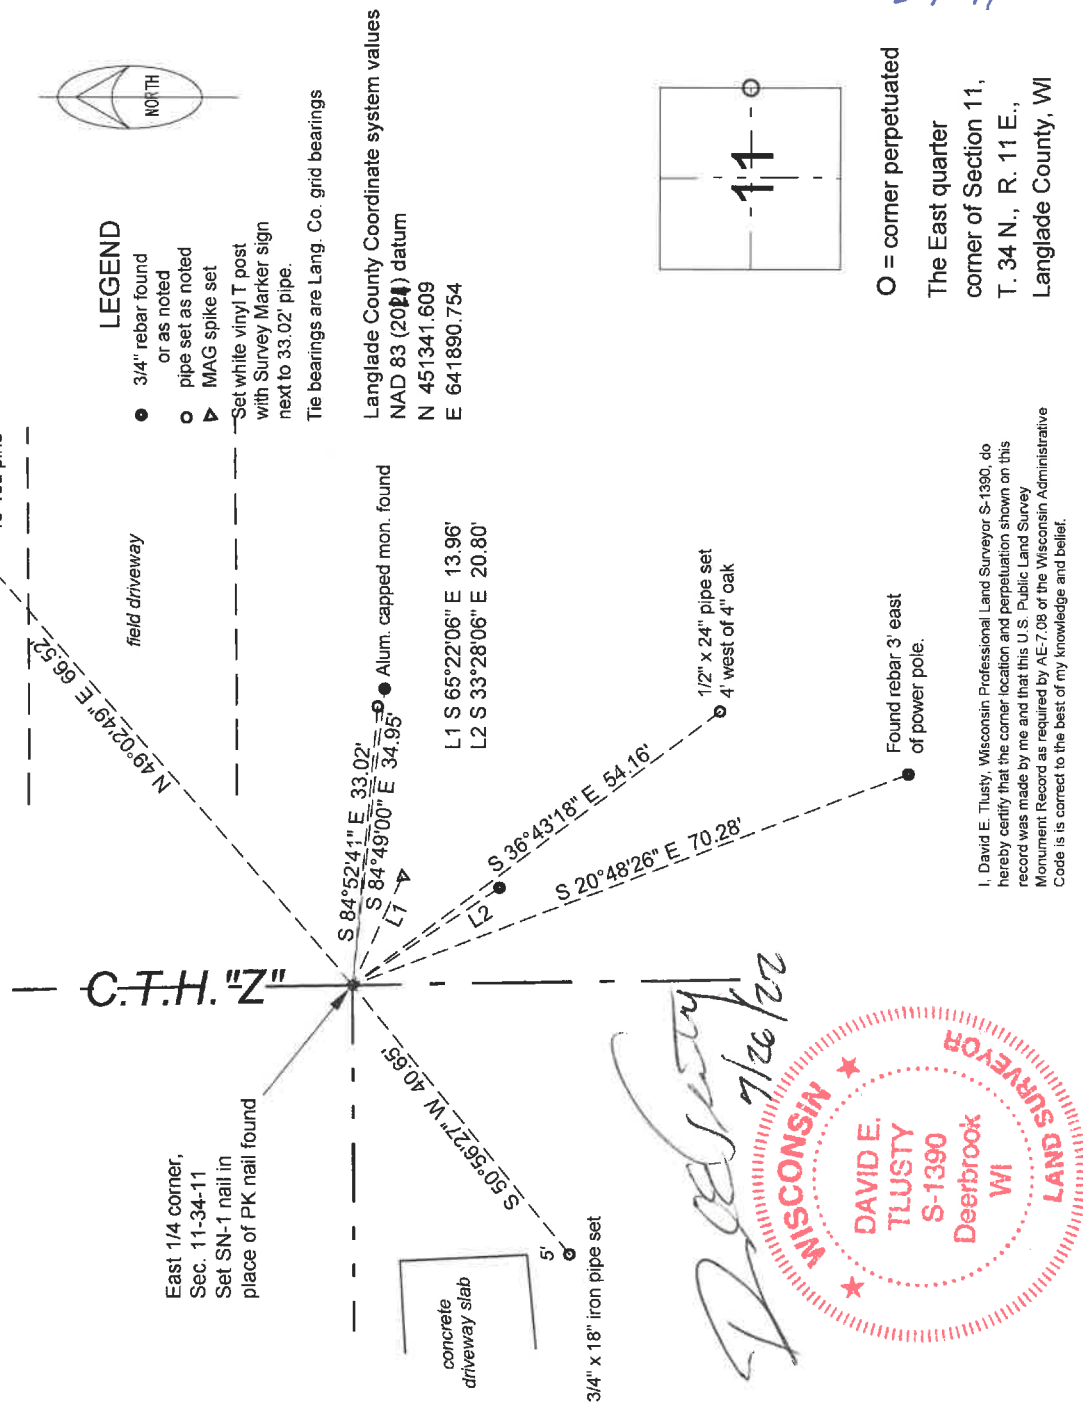 NORTH
LEGEND
3/4" rebar found
or as noted
pipe set as noted
MAG spike set
Set white vinyl T post
with Survey Marker sign
next to 33.02' pipe.
Tie bearings are Lang. Co. grid bearings
Langlade County Coordinate system values
NAD 83 (2011) datum
N 451341.609
E 641890.754
field driveway
N 49°02'49" E 66.52'
C.T.H. "Z"
East 1/4 corner,
Sec. 11-34-11
Set SN-1 nail in
place of PK nail found
S 84°52'41" E 33.02'
S 84°49'00" E 34.95'
Alum. capped mon. found
L1
L2
L1 S 65°22'06" E 13.96'
L2 S 33°28'06" E 20.80'
S 36°43'18" E 54.16'
1/2" x 24" pipe set
4' west of 4" oak
S 20°48'26" E 70.28'
Found rebar 3' east
of power pole.
S 50°56'27" W 40.65'
5'
concrete
driveway slab
3/4" x 18" iron pipe set
11
O = corner perpetuated
The East quarter
corner of Section 11,
T. 34 N., R. 11 E.,
Langlade County, WI
I, David E. Tlusty, Wisconsin Professional Land Surveyor S-1390, do
hereby certify that the corner location and perpetuation shown on this
record was made by me and that this U.S. Public Land Survey
Monument Record as required by AE-7.08 of the Wisconsin Administrative
Code is is correct to the best of my knowledge and belief.
7/26/22
WISCONSIN
DAVID E.
TLUSTY
S-1390
Deerbrook
WI
LAND SURVEYOR